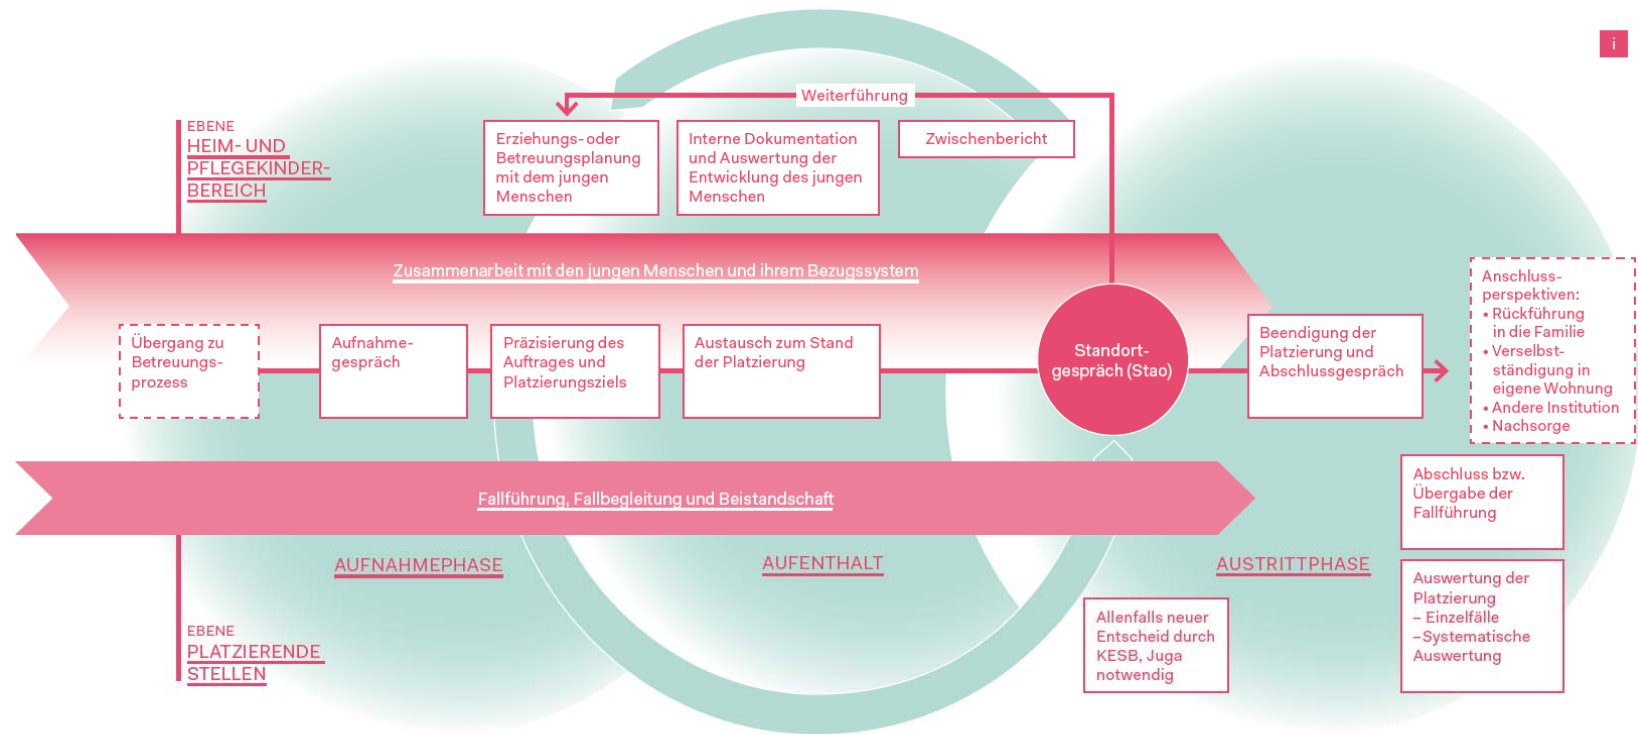 i
Weiterführung
EBENE
HEIM- UND
PFLEGEKINDER-
BEREICH
Erziehungs- oder
Betreuungsplanung
mit dem jungen
Menschen
Interne Dokumentation
und Auswertung der
Entwicklung des jungen
Menschen
Zwischenbericht
Zusammenarbeit mit den jungen Menschen und ihrem Bezugssystem
Übergang zu
Betreuungs-
prozess
Aufnahme-
gespräch
Präzisierung des
Auftrages und
Platzierungsziels
Austausch zum Stand
der Platzierung
Standort-
gespräch (Stao)
Beendigung der
Platzierung und
Abschlussgespräch
Anschluss-
perspektiven:
• Rückführung
in die Familie
• Verselbst-
ständigung in
eigene Wohnung
• Andere Institution
• Nachsorge
Fallführung, Fallbegleitung und Beistandschaft
Abschluss bzw.
Übergabe der
Fallführung
AUFNAHMEPHASE
AUFENTHALT
AUSTRITTPHASE
Auswertung der
Platzierung
– Einzelfälle
–Systematische
Auswertung
Allenfalls neuer
Entscheid durch
KESB, Juga
notwendig
EBENE
PLATZIERENDE
STELLEN